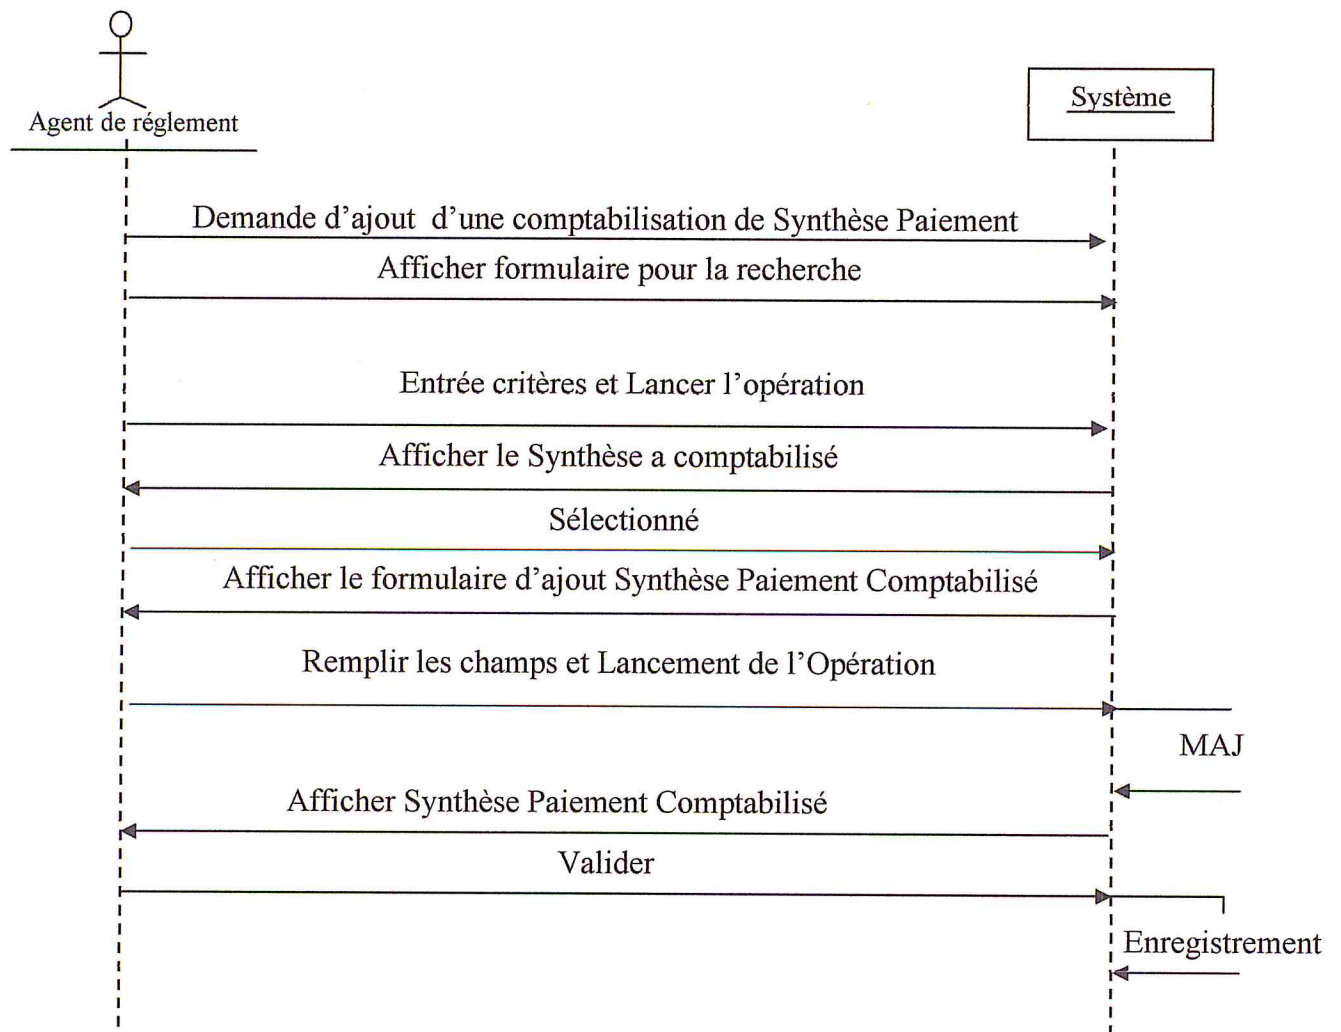 Agent de réglement
Système
Demande d'ajout d'une comptabilisation de Synthèse Paiement
Afficher formulaire pour la recherche
Entrée critères et Lancer l'opération
Afficher le Synthèse a comptabilisé
Sélectionné
Afficher le formulaire d'ajout Synthèse Paiement Comptabilisé
Remplir les champs et Lancement de l'Opération
MAJ
Afficher Synthèse Paiement Comptabilisé
Valider
Enregistrement